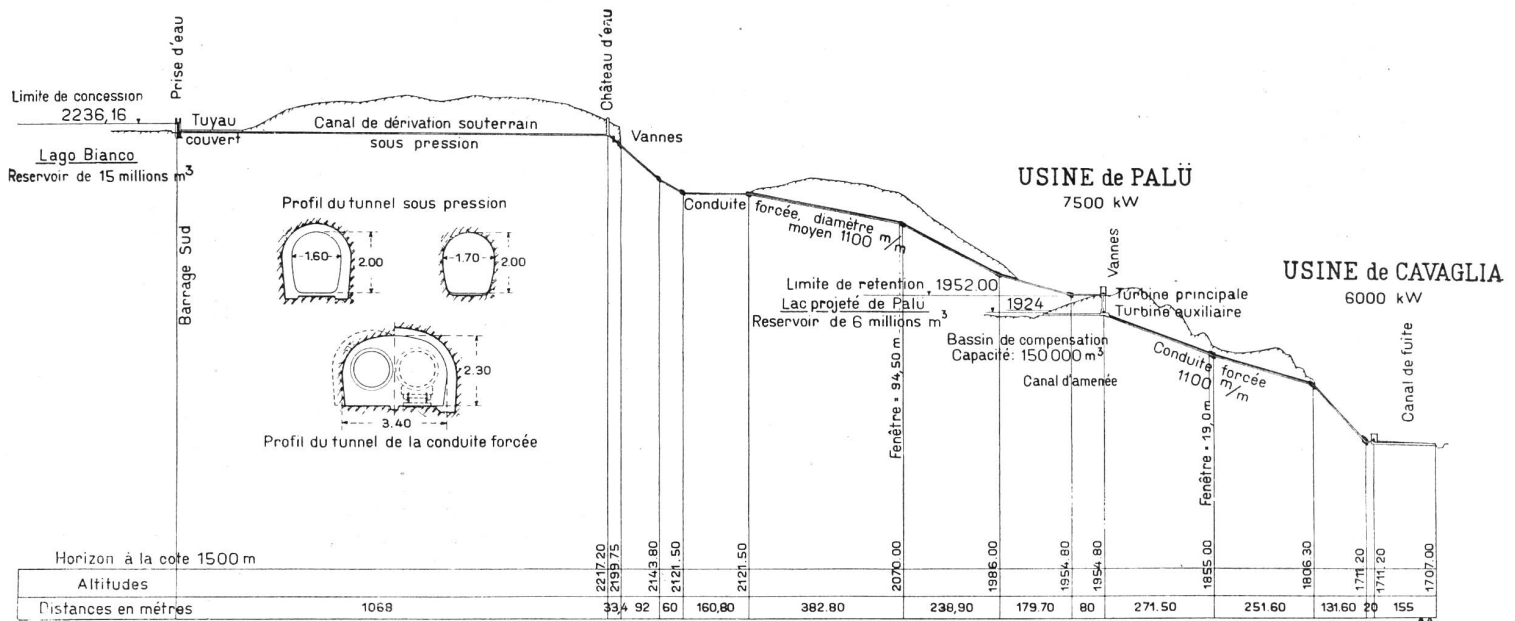 Prise d'eau
Château d'eau
Limite de concession
2236,16
Tuyau
couvert
Canal de dérivation souterrain
sous pression
Vannes
Lago Bianco
Reservoir de 15 millions m³
Barrage Sud
Profil du tunnel sous pression
1.60
2.00
1.70
2.00
2.30
3.40
Profil du tunnel de la conduite forcée
Conduite forcée, diamètre
moyen 1100 m/m
USINE de PALÜ
7500 kW
Vannes
Limite de retention 1952.00
Lac projeté de Palü
Reservoir de 6 millions m³
1924
Turbine principale
Turbine auxiliaire
Bassin de compensation
Capacité: 150000 m³
Canal d'amenée
Fenêtre = 94,50 m
USINE de CAVAGLIA
6000 kW
Conduite forcée
1100 m/m
Fenêtre = 19,0 m
Canal de fuite
Horizon à la cote 1500 m
Altitudes
2217.20 2199.75 2143.80 2121.50 2121.50 2070.00 1986.00 1954.80 1954.80 1855.00 1806.30 1711.20 1711.20 1707.00
Distances en métres
1068 33,4 92 60 160,80 382.80 238,90 179.70 80 271.50 251.60 131.60 20 155